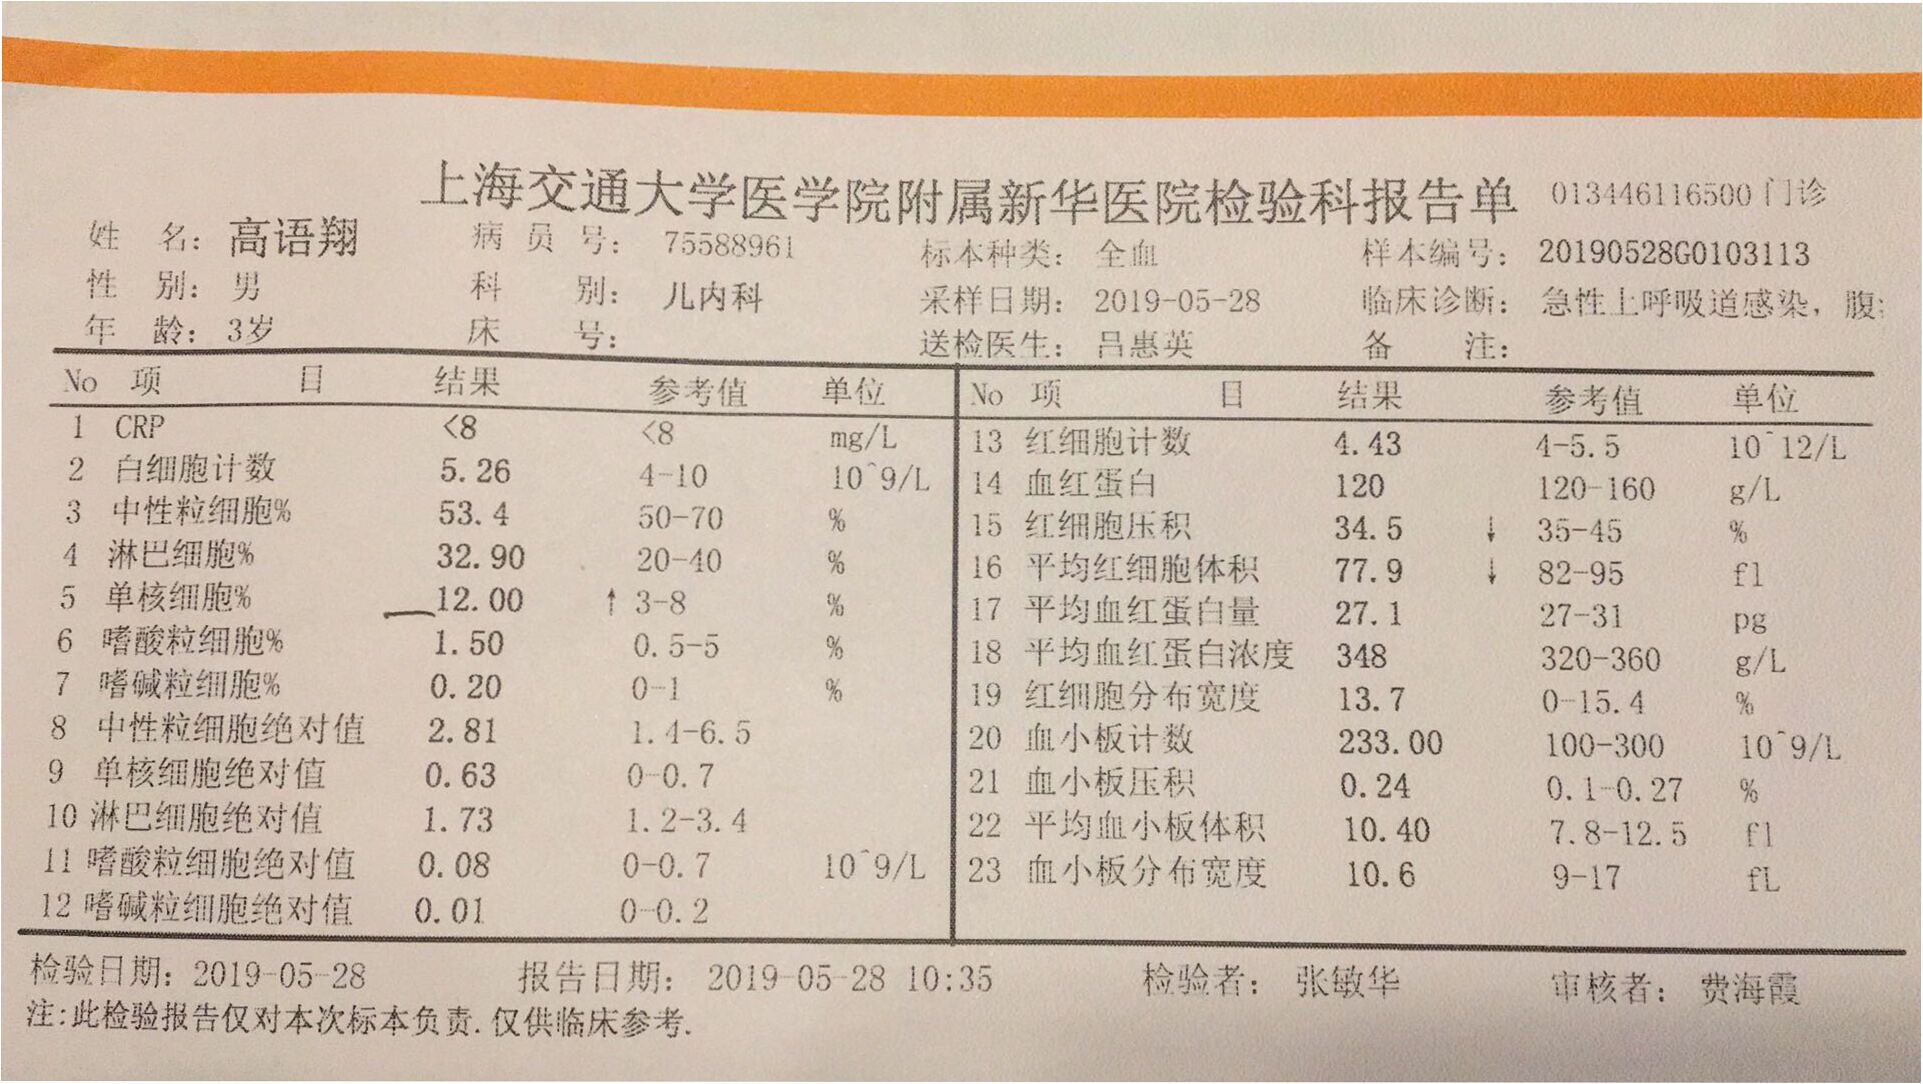 上海交通大学医学院附属新华医院检验科报告单 013446116500 门诊
姓 名: 高语翔 病 员 号: 75588961 标本种类: 全血 样本编号: 20190528G0103113
性 别: 男 科 别: 儿内科 采样日期: 2019-05-28 临床诊断: 急性上呼吸道感染, 腹
年 龄: 3岁 床 号: 送检医生: 吕惠英 备 注:
No 项 目 结果 参考值 单位 No 项 目 结果 参考值 单位
1 CRP <8 <8 mg/L 13 红细胞计数 4.43 4-5.5 10^12/L
2 白细胞计数 5.26 4-10 10^9/L 14 血红蛋白 120 120-160 g/L
3 中性粒细胞% 53.4 50-70 % 15 红细胞压积 34.5 ↓ 35-45 %
4 淋巴细胞% 32.90 20-40 % 16 平均红细胞体积 77.9 ↓ 82-95 fl
5 单核细胞% 12.00 ↑ 3-8 % 17 平均血红蛋白量 27.1 27-31 pg
6 嗜酸粒细胞% 1.50 0.5-5 % 18 平均血红蛋白浓度 348 320-360 g/L
7 嗜碱粒细胞% 0.20 0-1 % 19 红细胞分布宽度 13.7 0-15.4 %
8 中性粒细胞绝对值 2.81 1.4-6.5 20 血小板计数 233.00 100-300 10^9/L
9 单核细胞绝对值 0.63 0-0.7 21 血小板压积 0.24 0.1-0.27 %
10 淋巴细胞绝对值 1.73 1.2-3.4 22 平均血小板体积 10.40 7.8-12.5 fl
11 嗜酸粒细胞绝对值 0.08 0-0.7 10^9/L 23 血小板分布宽度 10.6 9-17 fL
12 嗜碱粒细胞绝对值 0.01 0-0.2
检验日期: 2019-05-28 报告日期: 2019-05-28 10:35 检验者: 张敏华 审核者: 费海霞
注:此检验报告仅对本次标本负责.仅供临床参考.